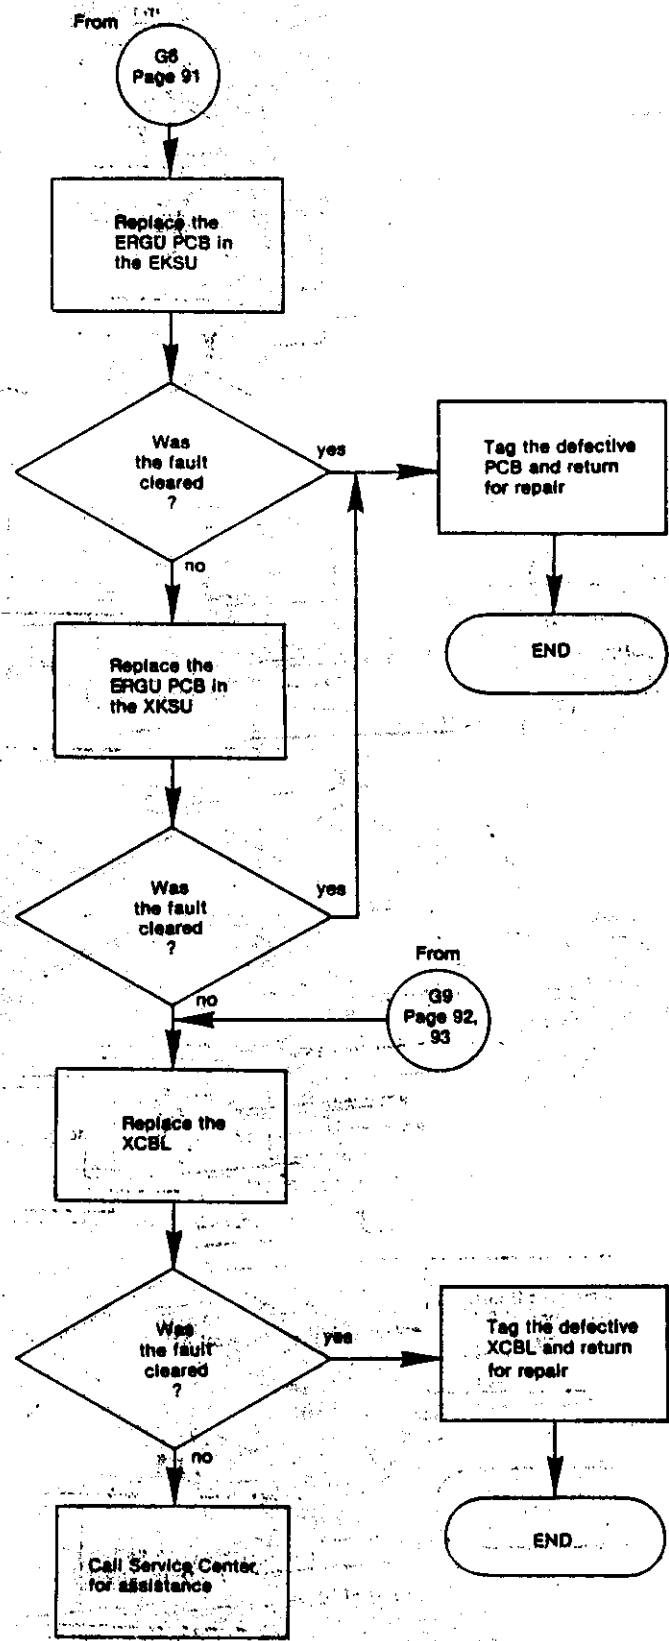 From
G6
Page 91
Replace the
ERGU PCB in
the EKSU
Was
the fault
cleared
?
yes
Tag the defective
PCB and return
for repair
no
END
Replace the
ERGU PCB in
the XKSU
Was
the fault
cleared
?
yes
From
G9
Page 92,
93
no
Replace the
XCBL
Was
the fault
cleared
?
yes
Tag the defective
XCBL and return
for repair
no
END
Call Service Center
for assistance